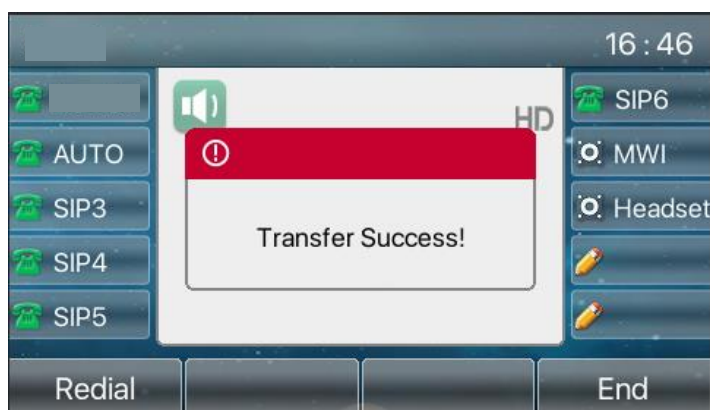 16 : 46
SIP6
HD
AUTO
MWI
SIP3
Headset
Transfer Success!
SIP4
SIP5
Redial
End